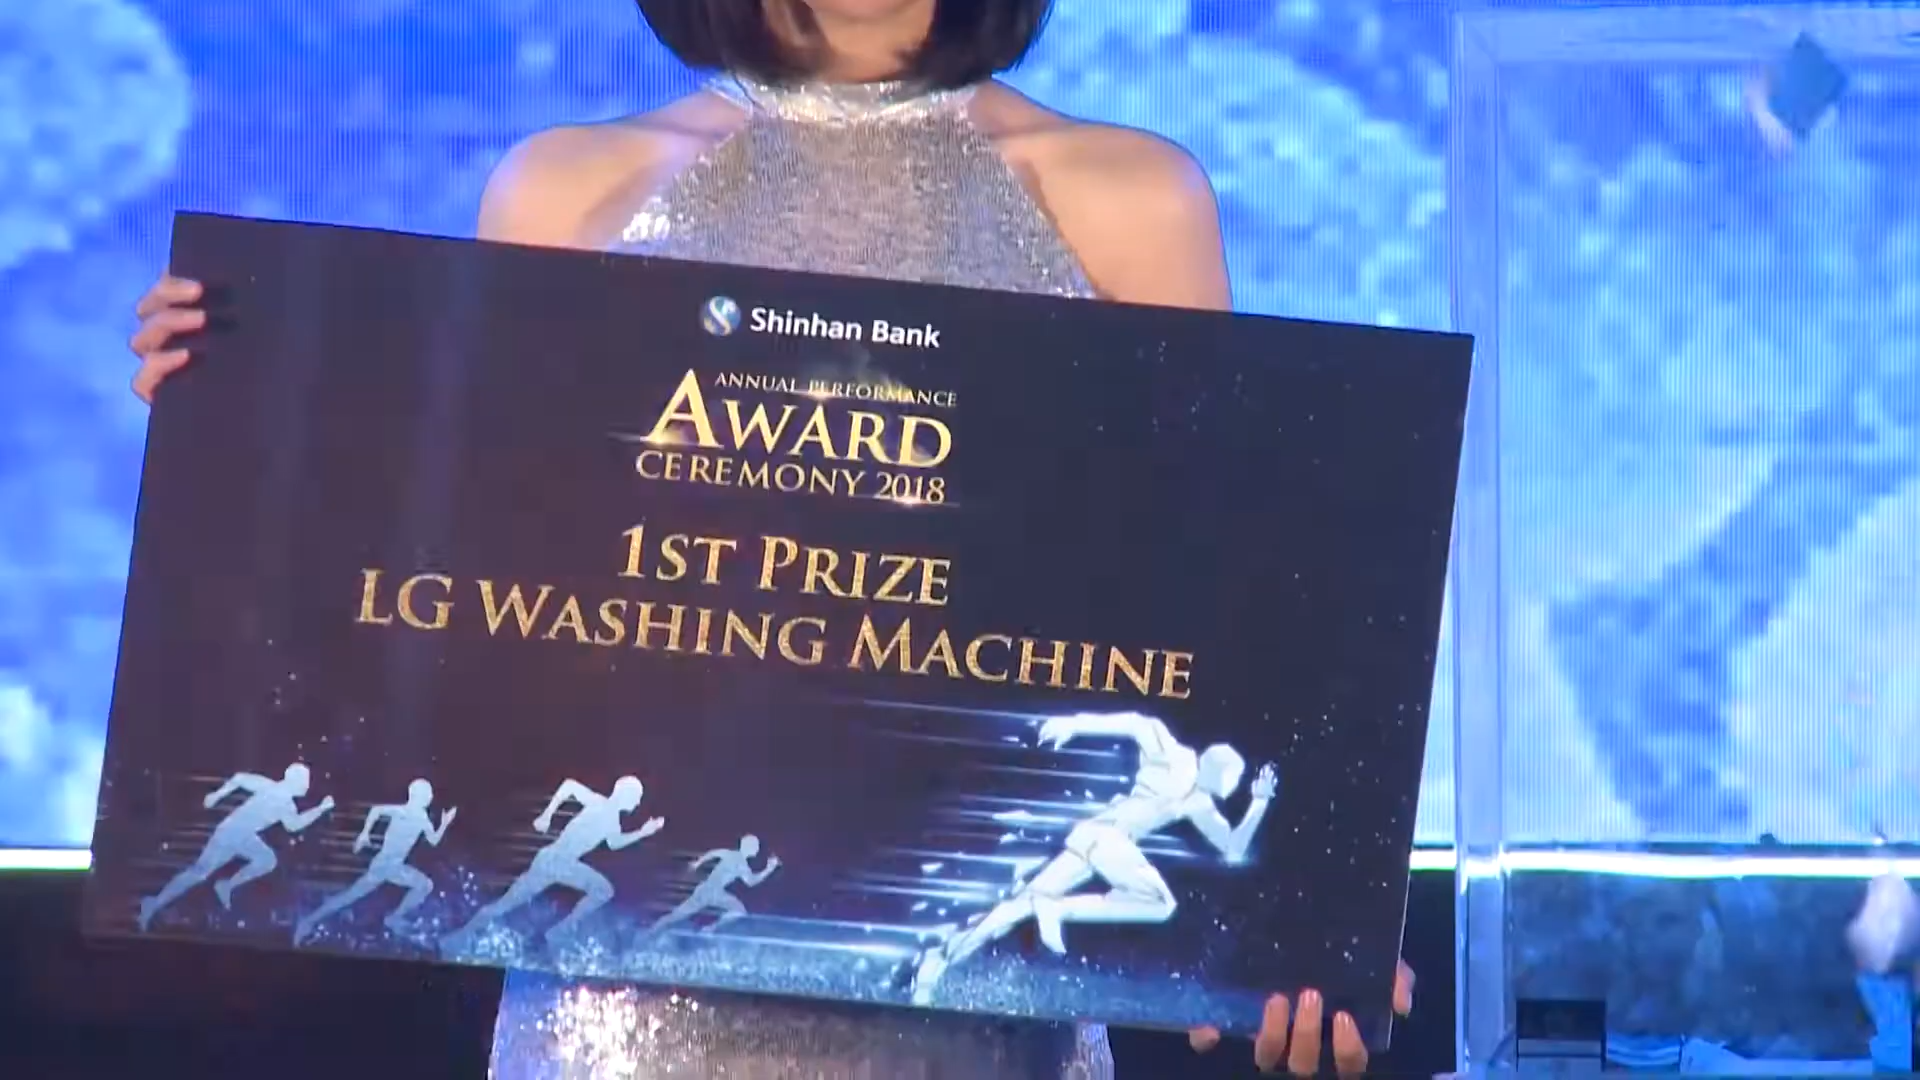 Shinhan Bank
ANNUAL PERFORMANCE
AWARD
CEREMONY 2018
1ST PRIZE
LG WASHING MACHINE